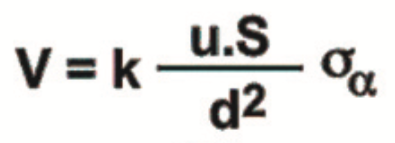 V = k u.S / d² σα